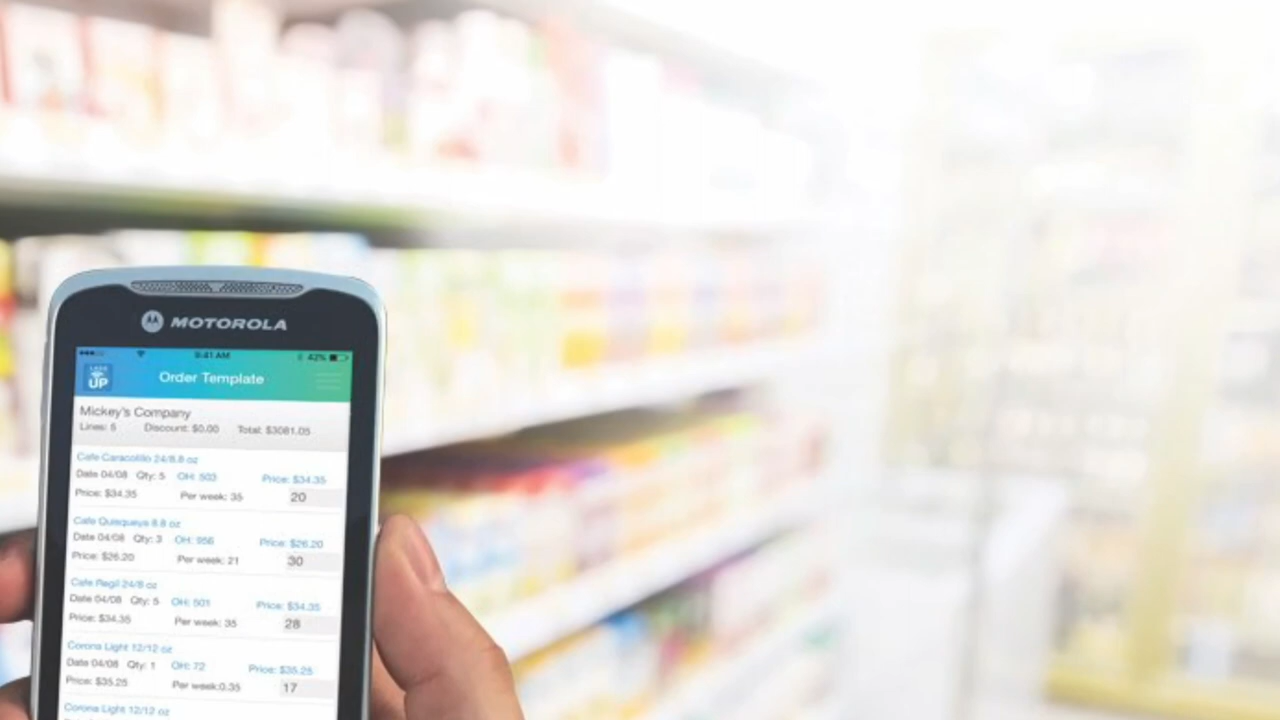 MOTOROLA
9:41 AM 42%
UP Order Template
Mickey's Company
Lines: 5 Discount: $0.00 Total: $3081.05
Cafe Caracolillo 24/8.8 oz
Date 04/08 Qty: 5 OH: 503 Price: $34.35
Price: $34.35 Per week: 35 20
Cafe Quisqueya 8.8 oz
Date 04/08 Qty: 3 OH: 956 Price: $26.20
Price: $26.20 Per week: 21 30
Cafe Regil 24/8 oz
Date 04/08 Qty: 5 OH: 501 Price: $34.35
Price: $34.35 Per week: 35 28
Corona Light 12/12 oz
Date 04/08 Qty: 1 OH: 72 Price: $35.25
Price: $35.25 Per week:0.35 17
Corona Light 12/12 oz